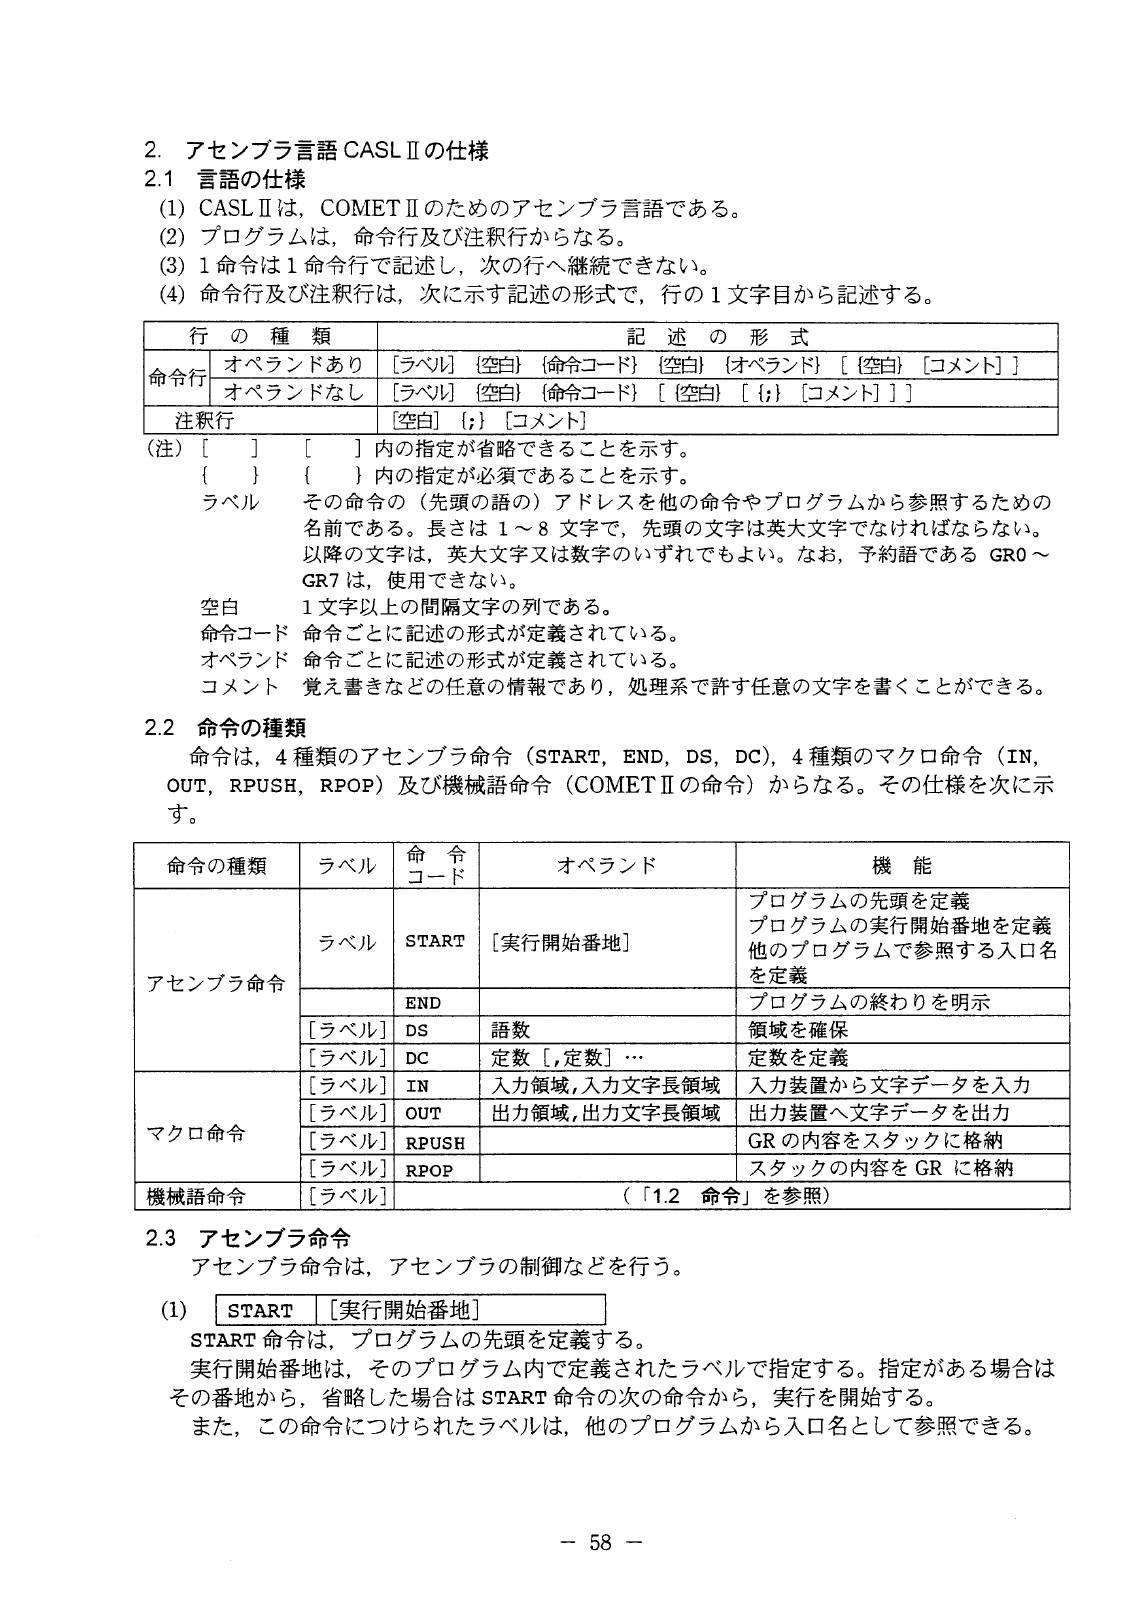 2. アセンブラ言語 CASLⅡの仕様
2.1 言語の仕様
(1) CASLⅡは，COMETⅡのためのアセンブラ言語である。
(2) プログラムは，命令行及び注釈行からなる。
(3) 1命令は1命令行で記述し，次の行へ継続できない。
(4) 命令行及び注釈行は，次に示す記述の形式で，行の1文字目から記述する。
行 の 種 類 記 述 の 形 式
命令行 オペランドあり [ラベル] {空白} {命令コード} {空白} {オペランド} [ {空白} [コメント] ]
オペランドなし [ラベル] {空白} {命令コード} [ {空白} [ {;} [コメント] ] ]
注釈行 [空白] {;} [コメント]
(注) [ ] [ ] 内の指定が省略できることを示す。
{ } { } 内の指定が必須であることを示す。
ラベル その命令の（先頭の語の）アドレスを他の命令やプログラムから参照するための
名前である。長さは 1～8 文字で，先頭の文字は英大文字でなければならない。
以降の文字は，英大文字又は数字のいずれでもよい。なお，予約語である GR0～
GR7 は，使用できない。
空白 1文字以上の間隔文字の列である。
命令コード 命令ごとに記述の形式が定義されている。
オペランド 命令ごとに記述の形式が定義されている。
コメント 覚え書きなどの任意の情報であり，処理系で許す任意の文字を書くことができる。
2.2 命令の種類
命令は，4種類のアセンブラ命令（START，END，DS，DC），4種類のマクロ命令（IN，
OUT，RPUSH，RPOP）及び機械語命令（COMETⅡの命令）からなる。その仕様を次に示
す。
命令の種類 ラベル 命 令 コード オペランド 機 能
アセンブラ命令 ラベル START [実行開始番地] プログラムの先頭を定義
プログラムの実行開始番地を定義
他のプログラムで参照する入口名
を定義
END プログラムの終わりを明示
[ラベル] DS 語数 領域を確保
[ラベル] DC 定数 [,定数] … 定数を定義
マクロ命令 [ラベル] IN 入力領域,入力文字長領域 入力装置から文字データを入力
[ラベル] OUT 出力領域,出力文字長領域 出力装置へ文字データを出力
[ラベル] RPUSH GR の内容をスタックに格納
[ラベル] RPOP スタックの内容を GR に格納
機械語命令 [ラベル] （「1.2 命令」を参照）
2.3 アセンブラ命令
アセンブラ命令は，アセンブラの制御などを行う。
(1) START [実行開始番地]
START 命令は，プログラムの先頭を定義する。
実行開始番地は，そのプログラム内で定義されたラベルで指定する。指定がある場合は
その番地から，省略した場合は START 命令の次の命令から，実行を開始する。
また，この命令につけられたラベルは，他のプログラムから入口名として参照できる。
－ 58 －